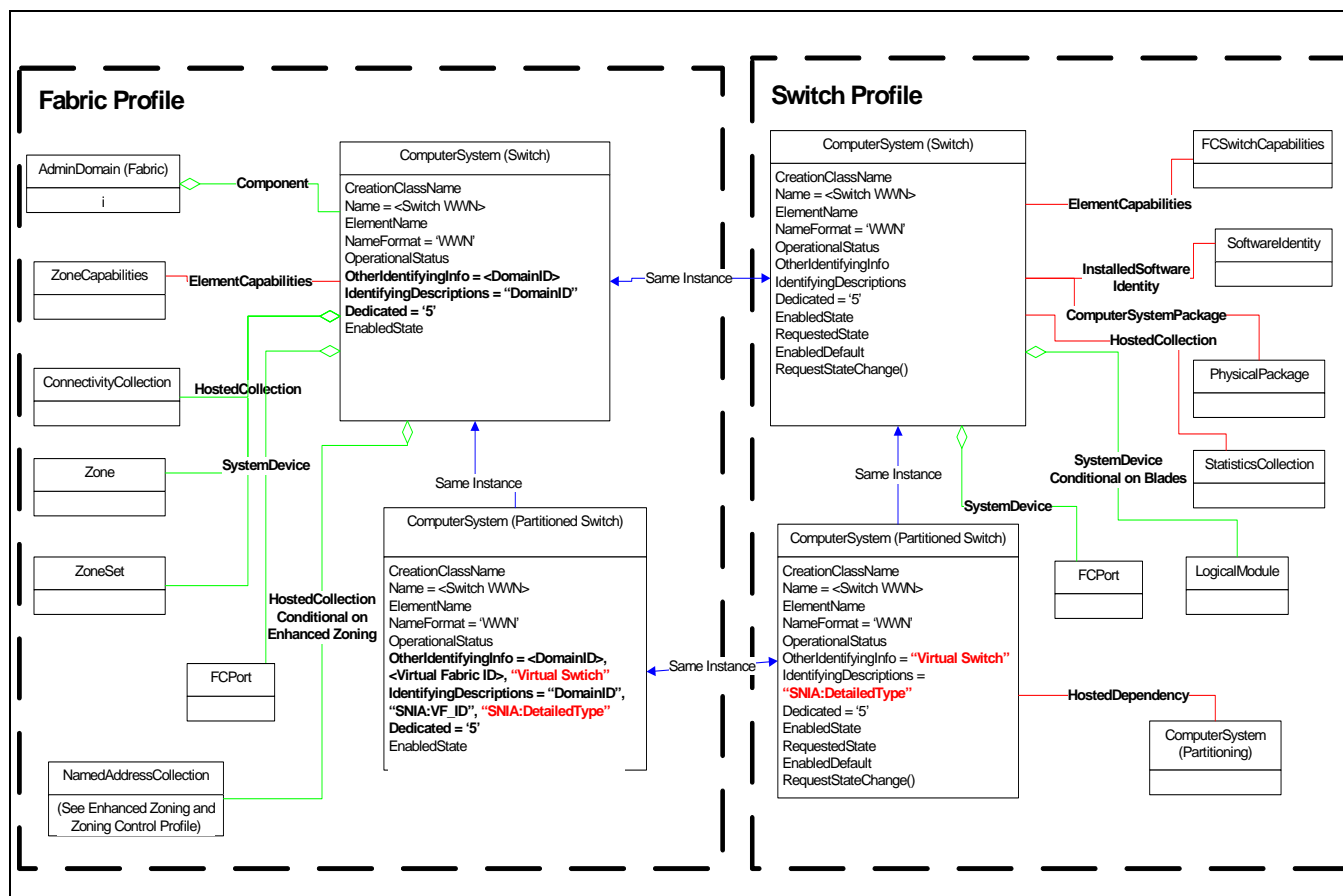 Fabric Profile
AdminDomain (Fabric)
i
Component
ZoneCapabilities
ElementCapabilities
ConnectivityCollection
HostedCollection
Zone
SystemDevice
ZoneSet
HostedCollection
Conditional on
Enhanced Zoning
FCPort
NamedAddressCollection
(See Enhanced Zoning and
Zoning Control Profile)
ComputerSystem (Switch)
CreationClassName
Name = <Switch WWN>
ElementName
NameFormat = ‘WWN’
OperationalStatus
OtherIdentifyingInfo = <DomainID>
IdentifyingDescriptions = “DomainID”
Dedicated = ‘5’
EnabledState
Same Instance
ComputerSystem (Partitioned Switch)
CreationClassName
Name = <Switch WWN>
ElementName
NameFormat = ‘WWN’
OperationalStatus
OtherIdentifyingInfo = <DomainID>,
<Virtual Fabric ID>, “Virtual Swtich”
IdentifyingDescriptions = “DomainID”,
“SNIA:VF_ID”, “SNIA:DetailedType”
Dedicated = ‘5’
EnabledState
Same Instance
Same Instance
Switch Profile
ComputerSystem (Switch)
CreationClassName
Name = <Switch WWN>
ElementName
NameFormat = ‘WWN’
OperationalStatus
OtherIdentifyingInfo
IdentifyingDescriptions
Dedicated = ‘5’
EnabledState
RequestedState
EnabledDefault
RequestStateChange()
Same Instance
ComputerSystem (Partitioned Switch)
CreationClassName
Name = <Switch WWN>
ElementName
NameFormat = ‘WWN’
OperationalStatus
OtherIdentifyingInfo = “Virtual Switch”
IdentifyingDescriptions =
“SNIA:DetailedType”
Dedicated = ‘5’
EnabledState
RequestedState
EnabledDefault
RequestStateChange()
FCSwitchCapabilities
ElementCapabilities
SoftwareIdentity
InstalledSoftware
Identity
ComputerSystemPackage
HostedCollection
PhysicalPackage
StatisticsCollection
SystemDevice
Conditional on Blades
SystemDevice
FCPort
LogicalModule
HostedDependency
ComputerSystem
(Partitioning)